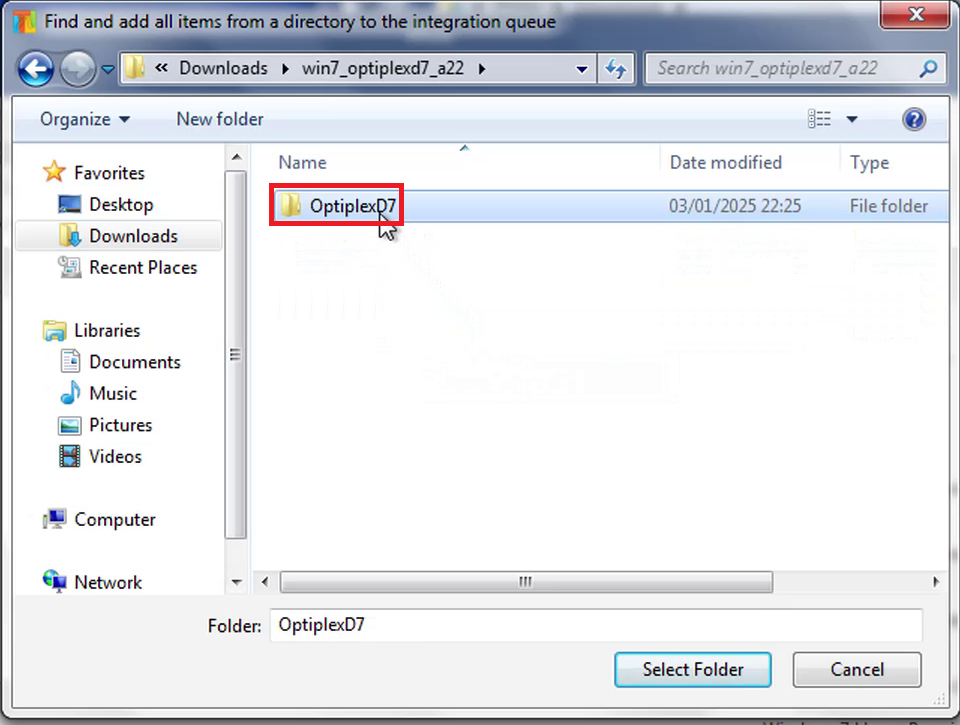 Find and add all items from a directory to the integration queue
« Downloads win7_optiplexd7_a22
Search win7_optiplexd7_a22
Organize New folder
Name Date modified Type
Favorites
Desktop
Downloads
Recent Places
Libraries
Documents
Music
Pictures
Videos
Computer
Network
OptiplexD7 03/01/2025 22:25 File folder
Folder: OptiplexD7
Select Folder Cancel